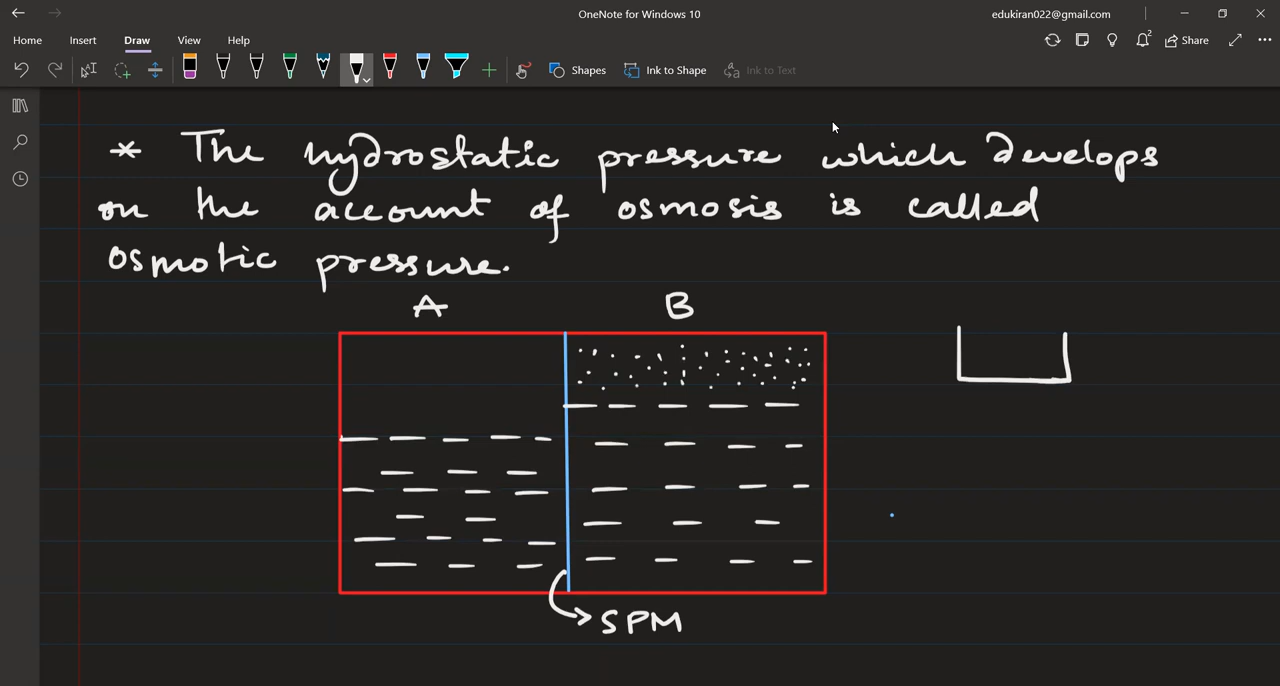 OneNote for Windows 10
edukiran022@gmail.com
Home Insert Draw View Help
Share
Shapes Ink to Shape Ink to Text
* The hydrostatic pressure which develops
on the account of osmosis is called
osmotic pressure.
A B
SPM